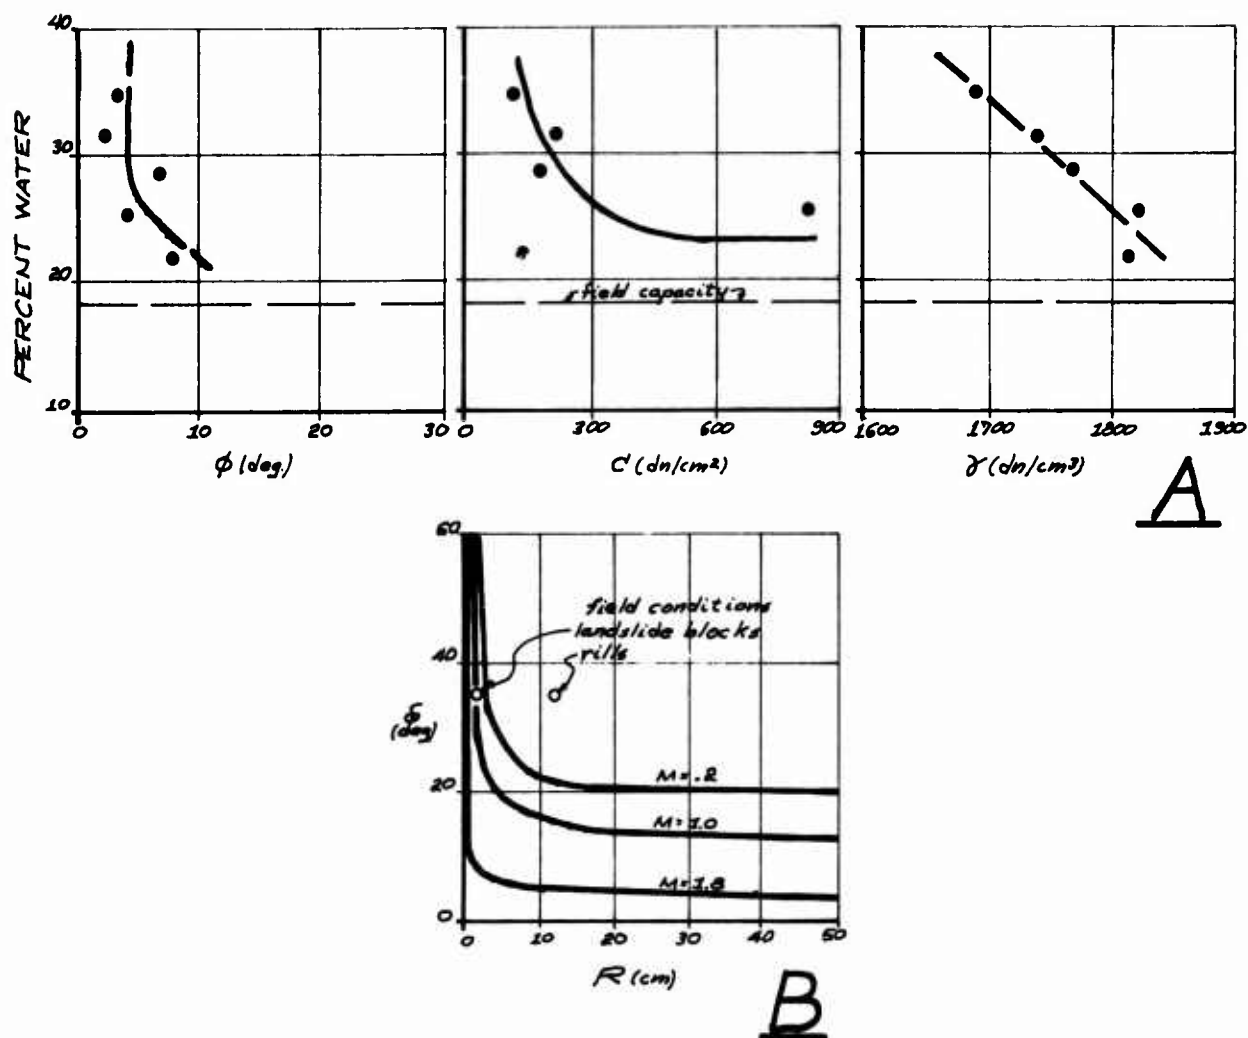 PERCENT WATER
40
30
20
10
0
10
20
30
φ (deg.)
field capacity
0
300
600
900
C (dn/cm²)
1600
1700
1800
1900
γ (dn/cm³)
A
60
40
20
0
(deg)
field conditions
landslide blocks
rills
M=.2
M=1.0
M=1.8
0
10
20
30
40
50
R (cm)
B